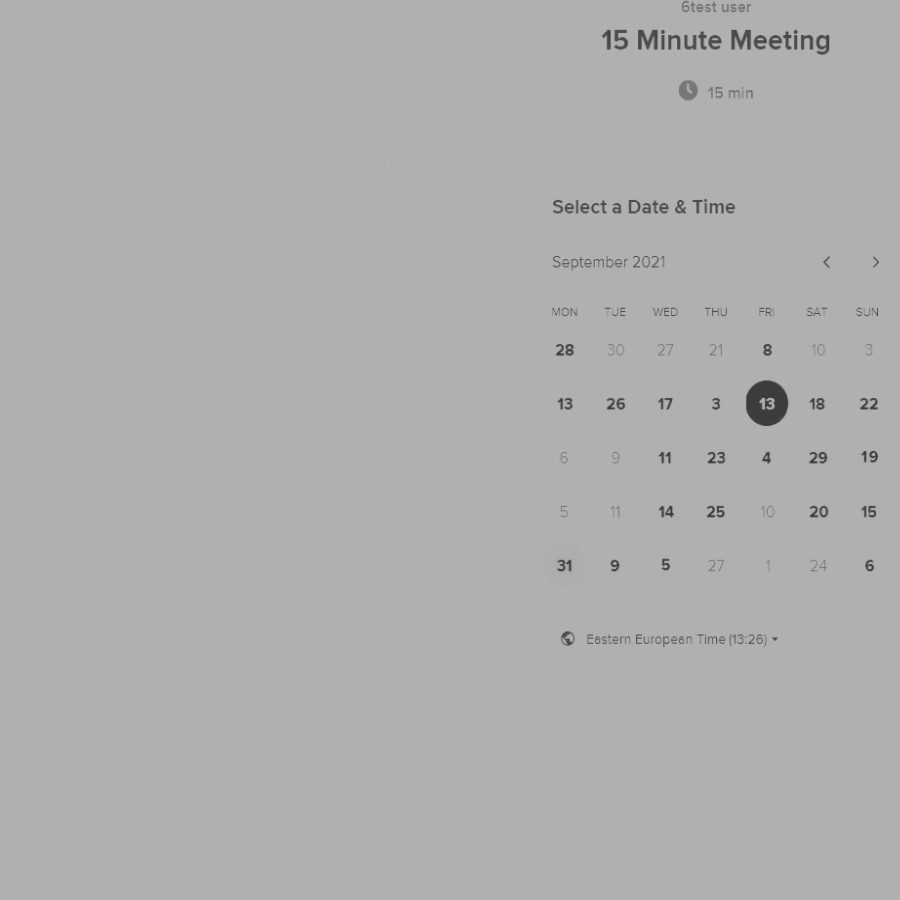 6test user
15 Minute Meeting
15 min
Select a Date & Time
September 2021
MON TUE WED THU FRI SAT SUN
28 30 27 21 8 10 3
13 26 17 3 13 18 22
6 9 11 23 4 29 19
5 11 14 25 10 20 15
31 9 5 27 1 24 6
Eastern European Time (13:26)